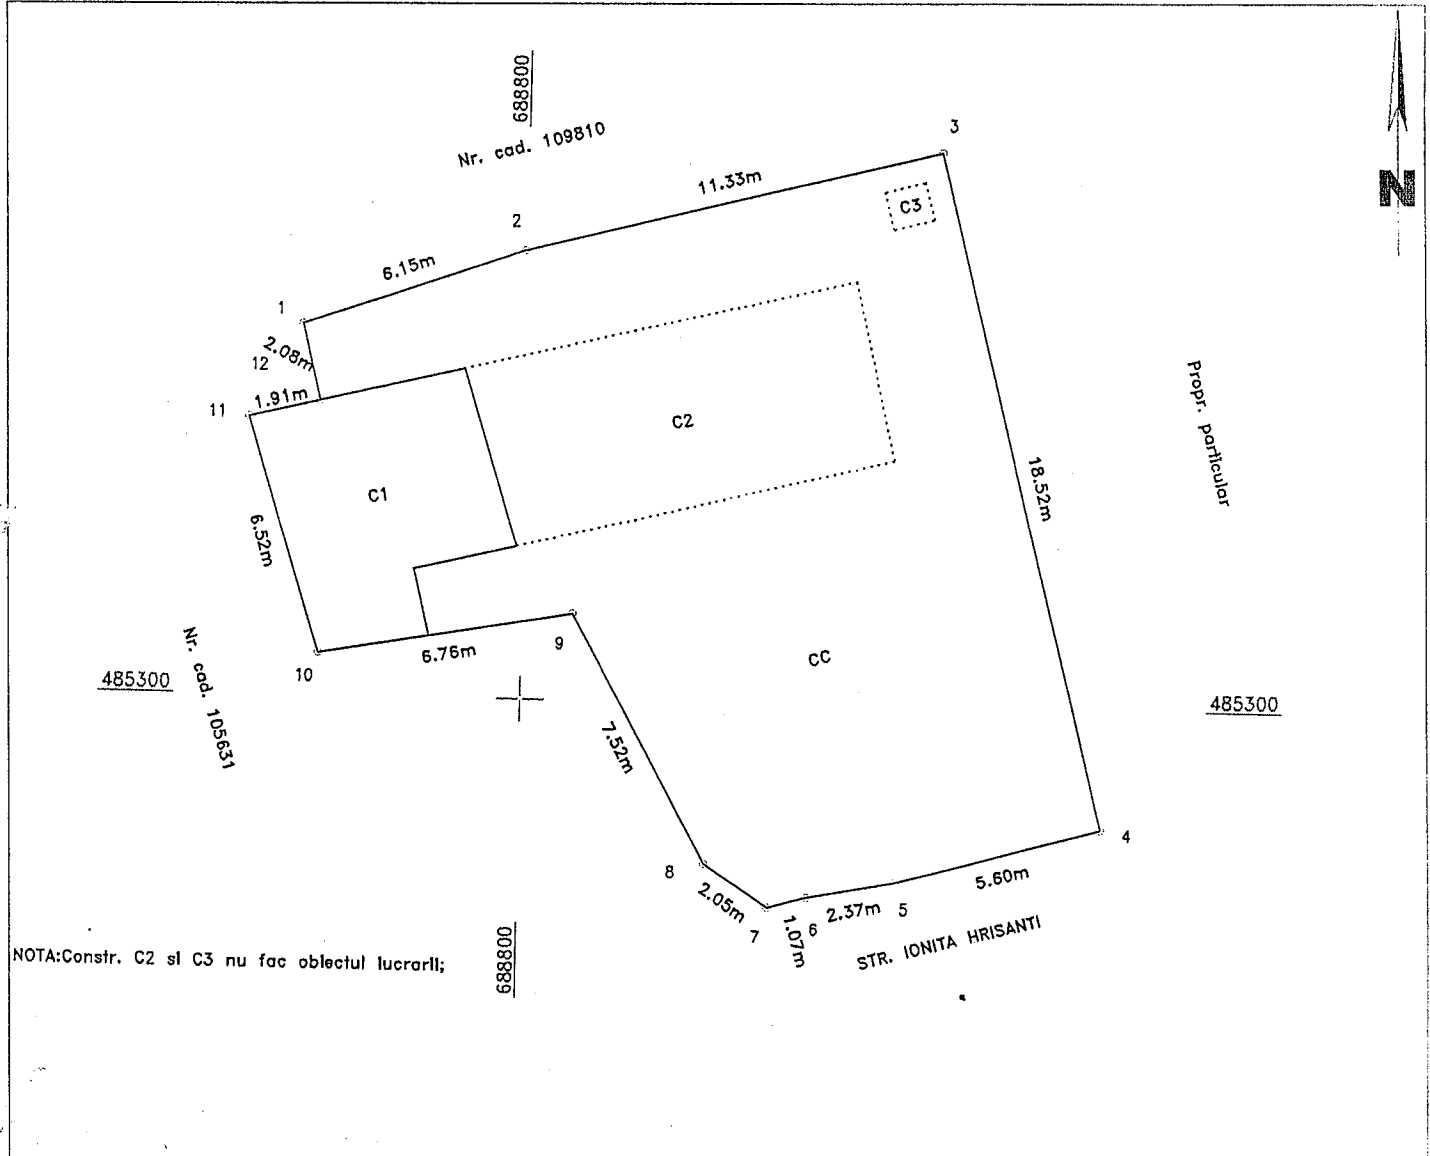 688800
Nr. cad. 109810
3
11.33m
C3
N
2
6.15m
1
2.08m
12
1.91m
11
C2
Propr. particular
C1
18.52m
6.52m
Nr. cad. 105631
9
6.76m
10
CC
485300
485300
7.52m
4
8
5.60m
2.05m
2.37m
5
6
7
1.07m
STR. IONITA HRISANTI
NOTA:Constr. C2 si C3 nu fac obiectul lucrarii;
688800